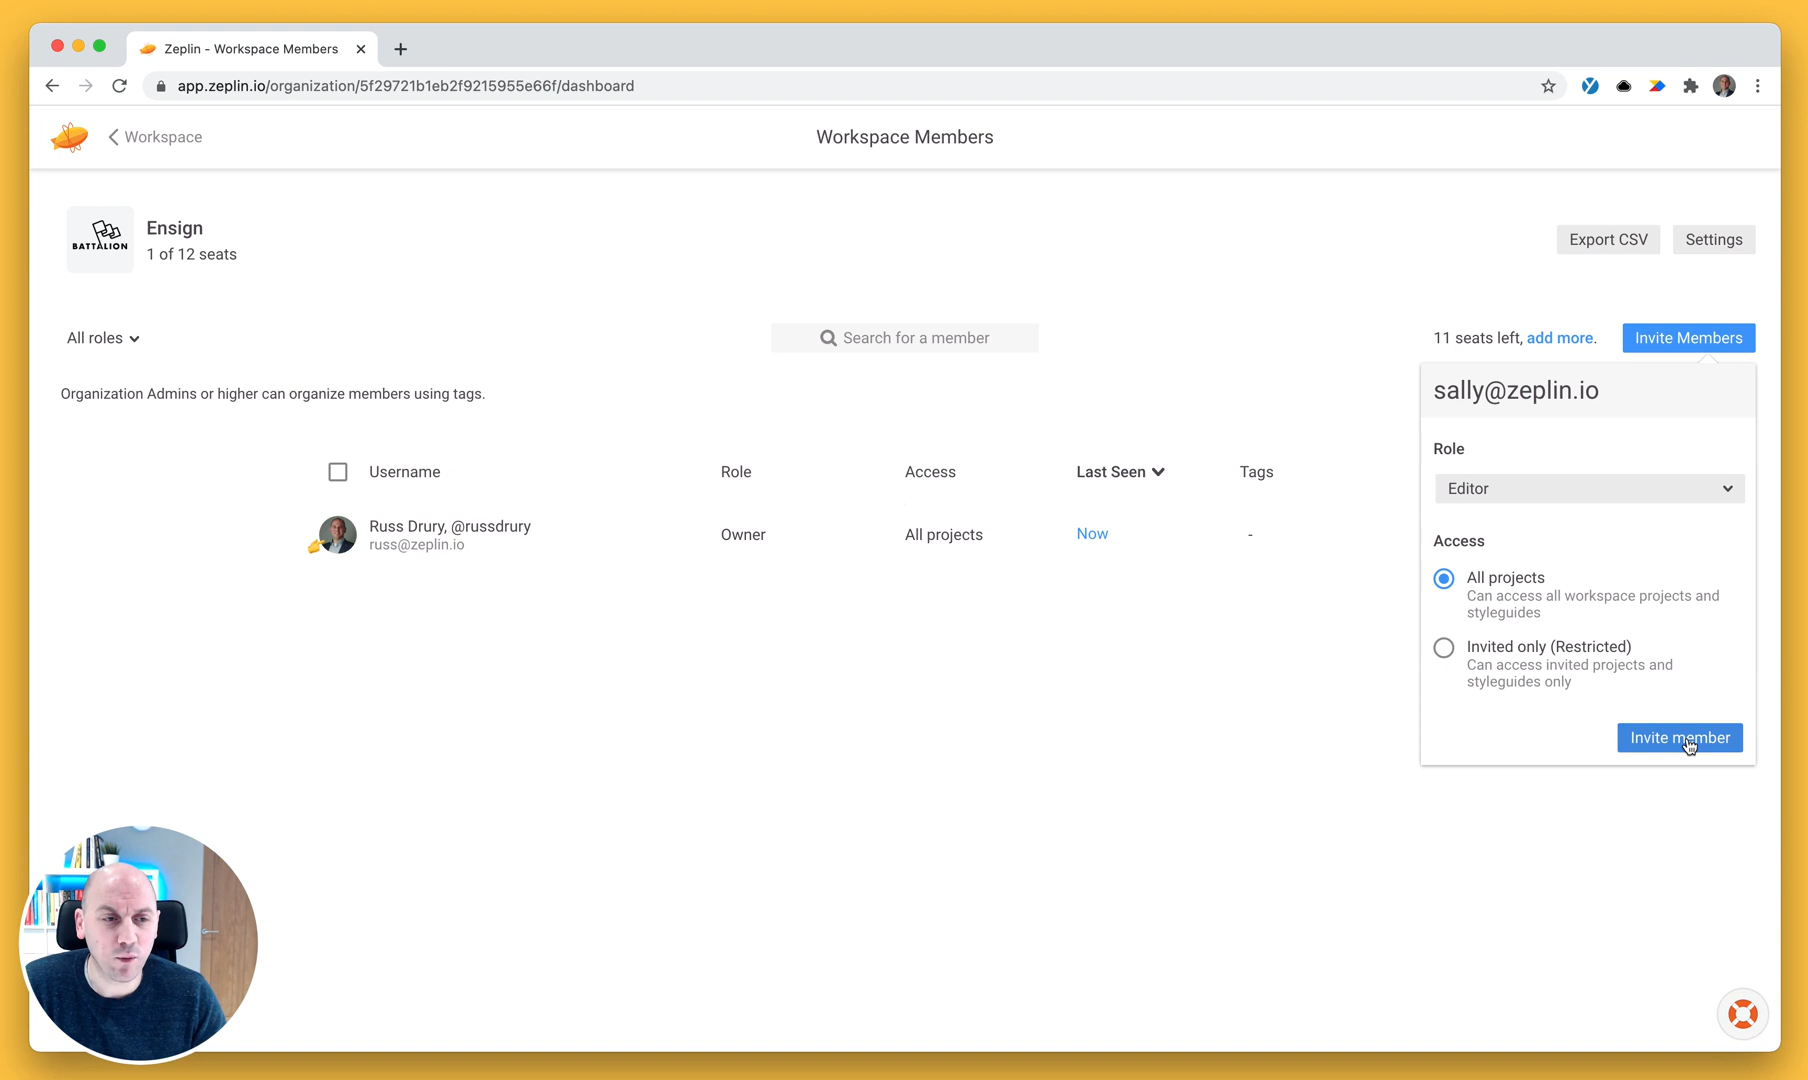 Zeplin - Workspace Members
app.zeplin.io/organization/5f29721b1eb2f9215955e66f/dashboard
Workspace
Workspace Members
BATTALION
Ensign
1 of 12 seats
Export CSV
Settings
All roles
Search for a member
11 seats left, add more.
Invite Members
Organization Admins or higher can organize members using tags.
Username
Role
Access
Last Seen
Tags
Russ Drury, @russdrury
russ@zeplin.io
Owner
All projects
Now
-
sally@zeplin.io
Role
Editor
Access
All projects
Can access all workspace projects and
styleguides
Invited only (Restricted)
Can access invited projects and
styleguides only
Invite member